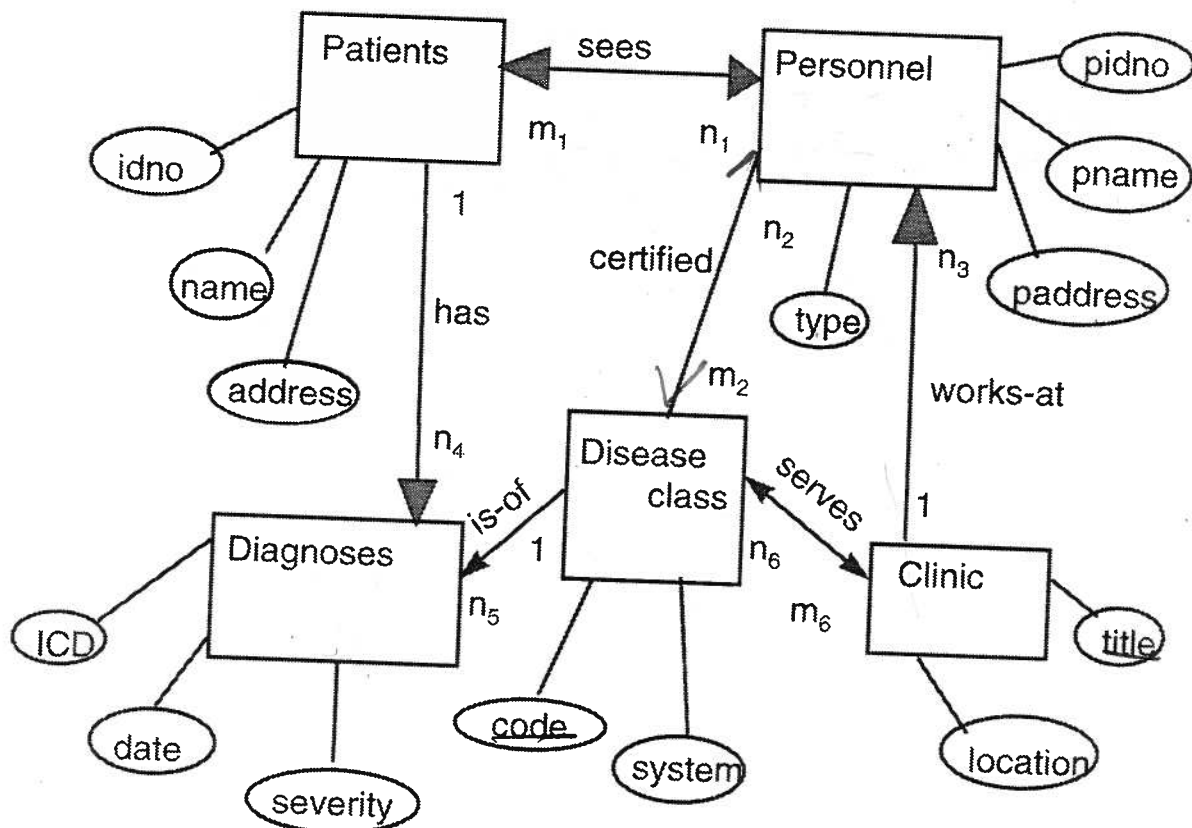 Patients
sees
Personnel
pidno
m₁
n₁
idno
pname
1
n₂
certified
n₃
name
has
type
paddress
address
m₂
works-at
n₄
Disease
class
serves
is-of
1
Diagnoses
1
n₆
Clinic
n₅
m₆
ICD
title
code
date
system
location
severity